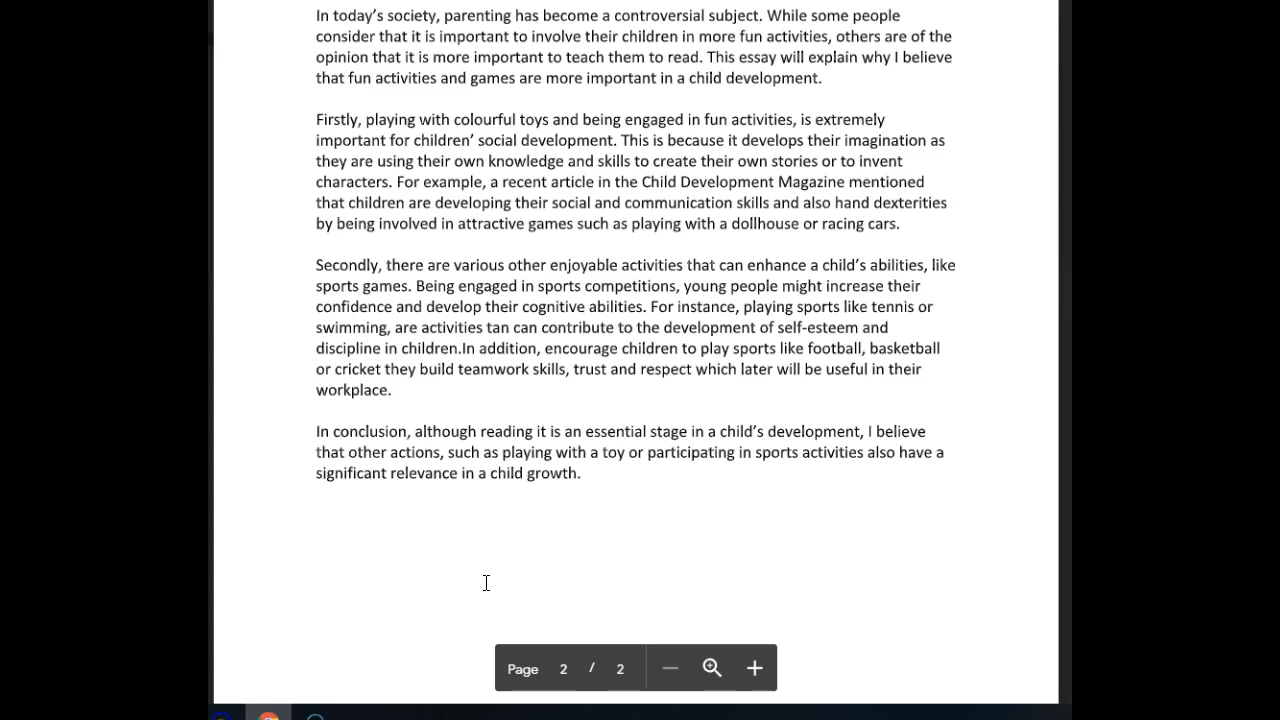 In today’s society, parenting has become a controversial subject. While some people
consider that it is important to involve their children in more fun activities, others are of the
opinion that it is more important to teach them to read. This essay will explain why I believe
that fun activities and games are more important in a child development.
Firstly, playing with colourful toys and being engaged in fun activities, is extremely
important for children’ social development. This is because it develops their imagination as
they are using their own knowledge and skills to create their own stories or to invent
characters. For example, a recent article in the Child Development Magazine mentioned
that children are developing their social and communication skills and also hand dexterities
by being involved in attractive games such as playing with a dollhouse or racing cars.
Secondly, there are various other enjoyable activities that can enhance a child’s abilities, like
sports games. Being engaged in sports competitions, young people might increase their
confidence and develop their cognitive abilities. For instance, playing sports like tennis or
swimming, are activities tan can contribute to the development of self-esteem and
discipline in children.In addition, encourage children to play sports like football, basketball
or cricket they build teamwork skills, trust and respect which later will be useful in their
workplace.
In conclusion, although reading it is an essential stage in a child’s development, I believe
that other actions, such as playing with a toy or participating in sports activities also have a
significant relevance in a child growth.
Page 2 / 2